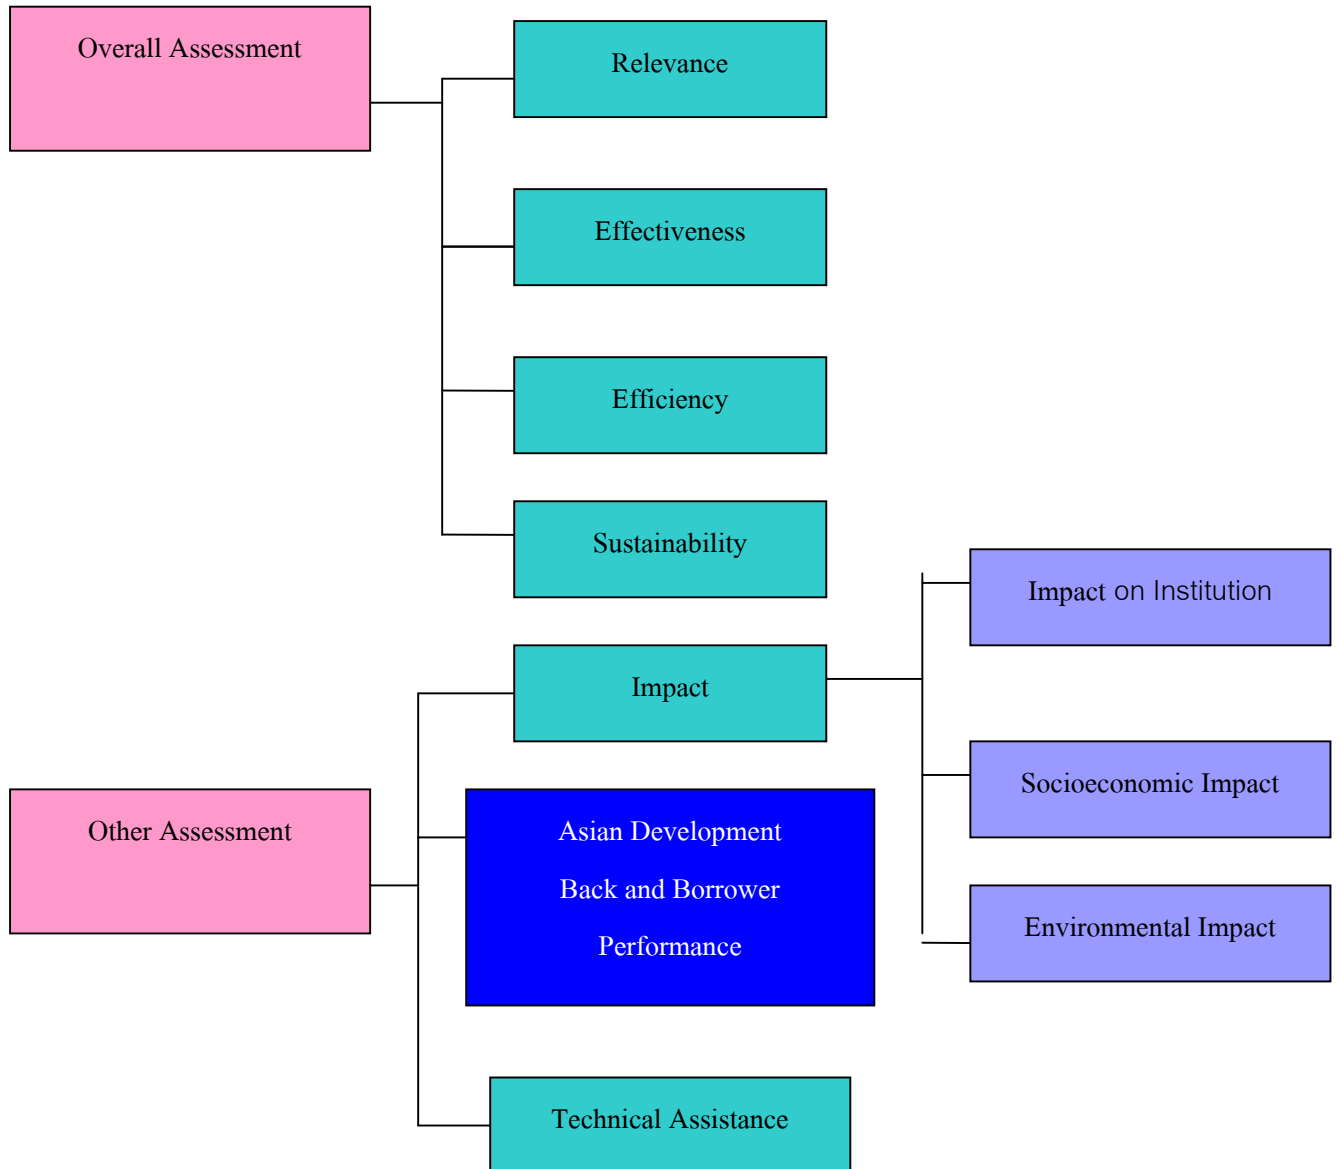 Overall Assessment
Relevance
Effectiveness
Efficiency
Sustainability
Impact on Institution
Impact
Socioeconomic Impact
Other Assessment
Asian Development
Back and Borrower
Performance
Environmental Impact
Technical Assistance